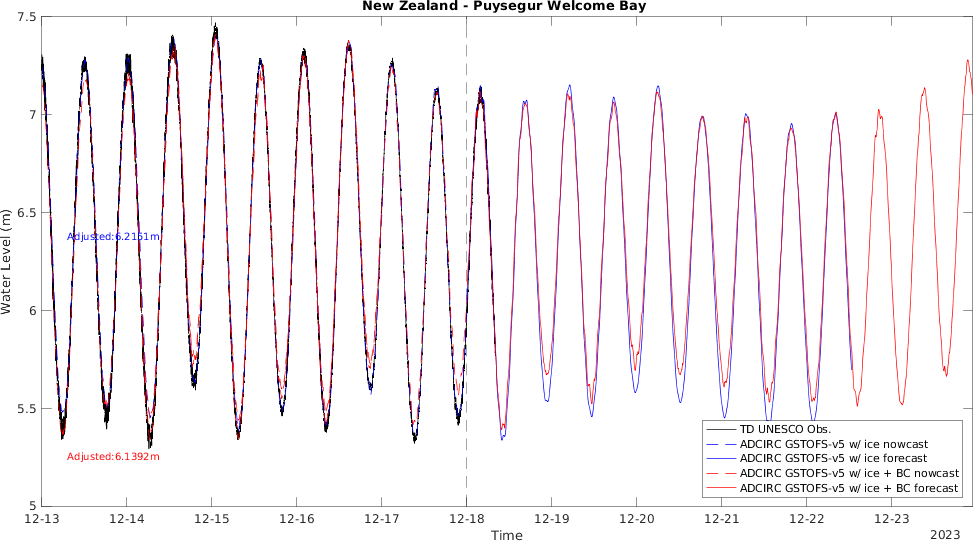 New Zealand - Puysegur Welcome Bay
Water Level (m)
7.5
7
6.5
6
5.5
5
Adjusted:6.2161m
Adjusted:6.1392m
TD UNESCO Obs.
ADCIRC GSTOFS-v5 w/ ice nowcast
ADCIRC GSTOFS-v5 w/ ice forecast
ADCIRC GSTOFS-v5 w/ ice + BC nowcast
ADCIRC GSTOFS-v5 w/ ice + BC forecast
12-13 12-14 12-15 12-16 12-17 12-18 12-19 12-20 12-21 12-22 12-23
Time
2023